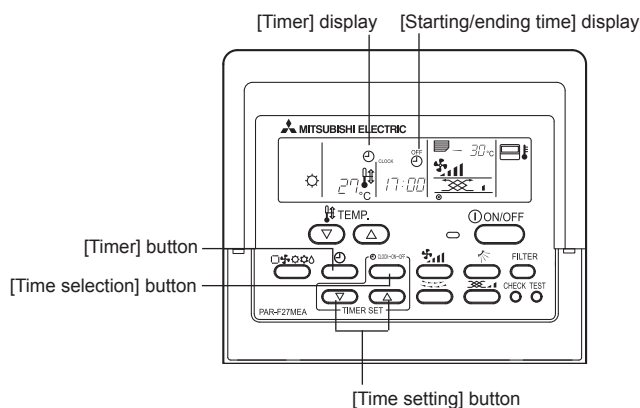 [Timer] display
[Starting/ending time] display
MITSUBISHI ELECTRIC
CLOCK
OFF
30°C
27°C
17:00
TEMP.
ON/OFF
[Timer] button
CLOCK→ON→OFF
FILTER
[Time selection] button
CHECK TEST
PAR-F27MEA
TIMER SET
[Time setting] button